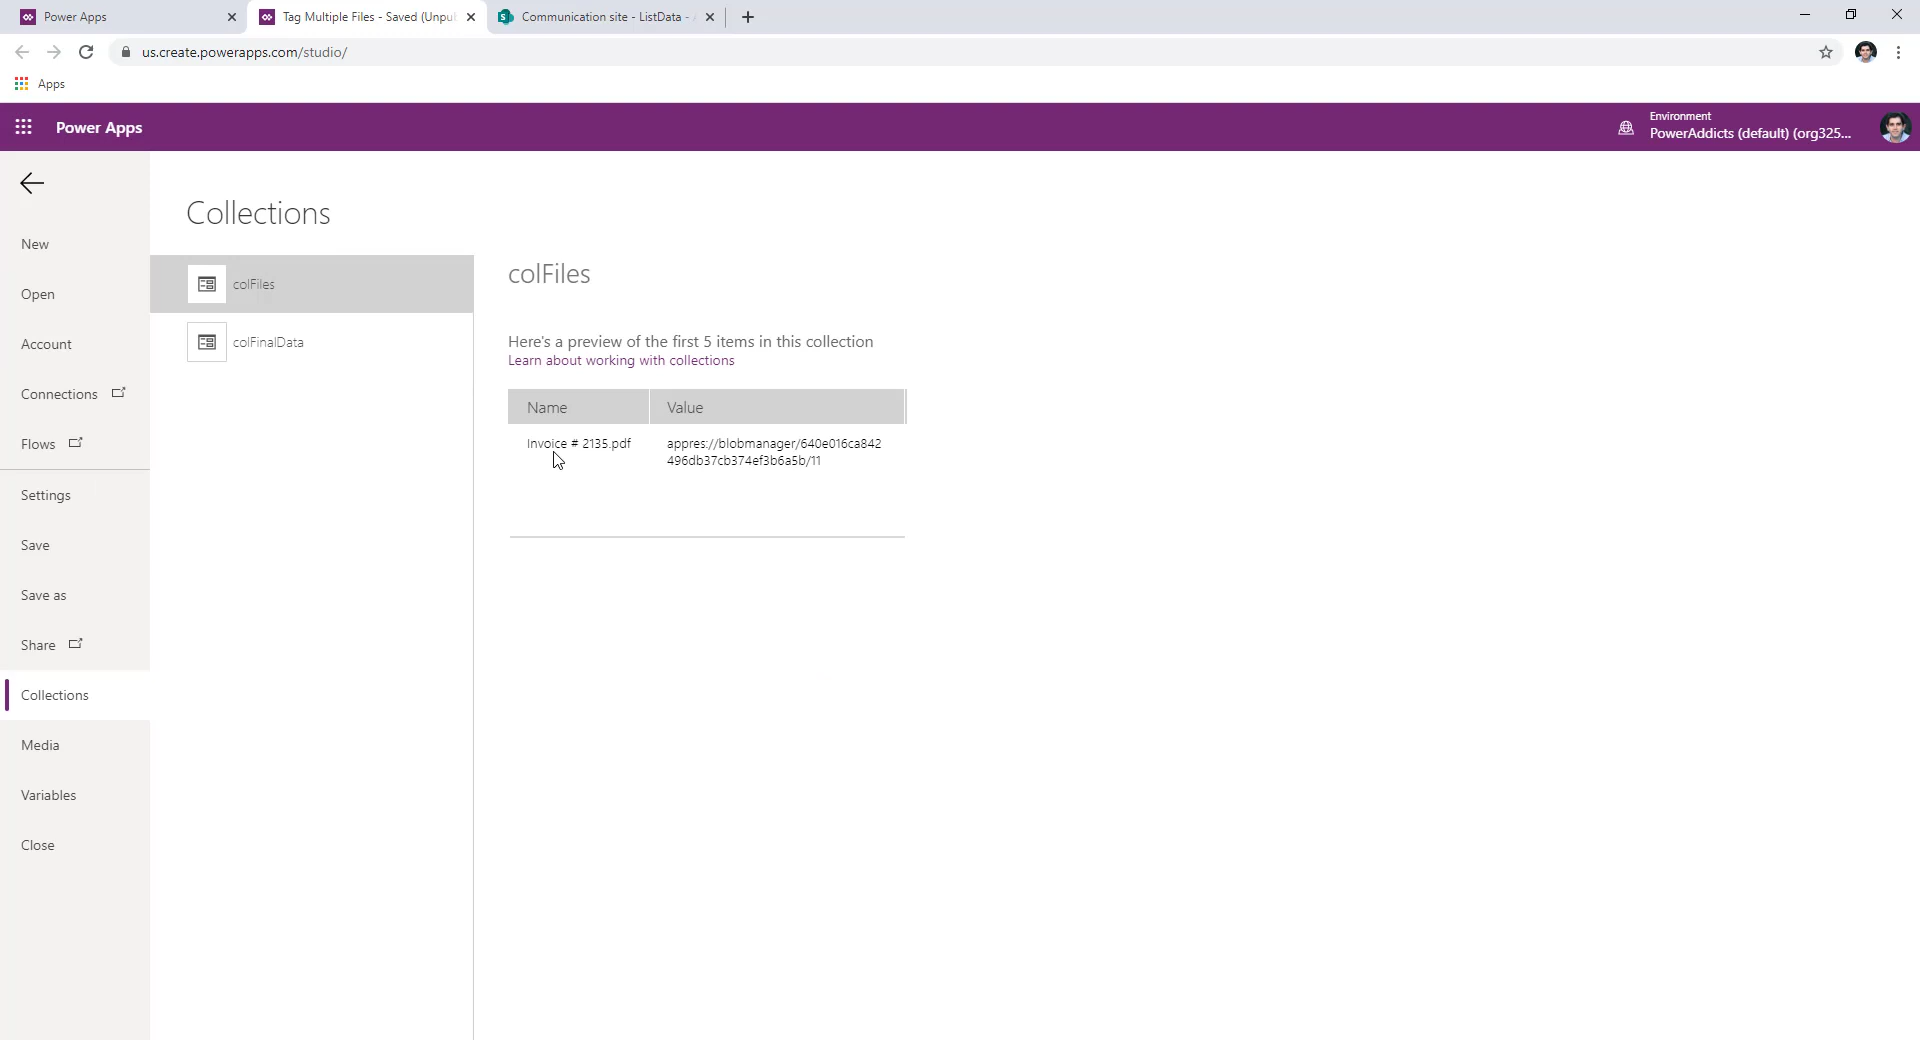 Power Apps
Tag Multiple Files - Saved (Unpu
Communication site - ListData -
us.create.powerapps.com/studio/
Apps
Power Apps
Environment
PowerAddicts (default) (org325...
Collections
New
Open
Account
Connections
Flows
Settings
Save
Save as
Share
Collections
Media
Variables
Close
colFiles
colFinalData
colFiles
Here's a preview of the first 5 items in this collection
Learn about working with collections
Name Value
Invoice # 2135.pdf appres://blobmanager/640e016ca842
496db37cb374ef3b6a5b/11